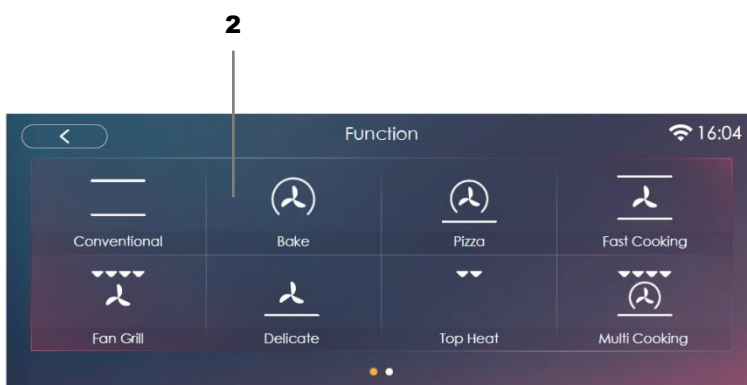 2
Function 16:04
Conventional Bake Pizza Fast Cooking
Fan Grill Delicate Top Heat Multi Cooking